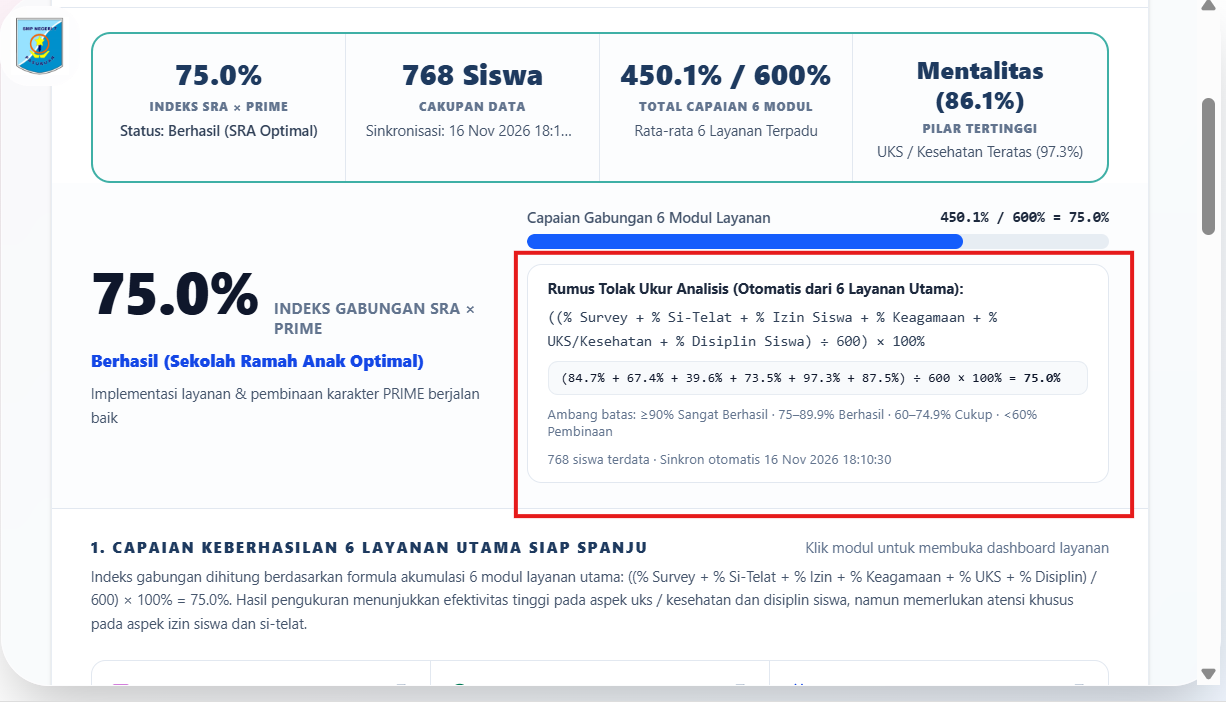 SMP NEGERI 7
75.0%
INDEKS SRA × PRIME
Status: Berhasil (SRA Optimal)
768 Siswa
CAKUPAN DATA
Sinkronisasi: 16 Nov 2026 18:1...
450.1% / 600%
TOTAL CAPAIAN 6 MODUL
Rata-rata 6 Layanan Terpadu
Mentalitas
(86.1%)
PILAR TERTINGGI
UKS / Kesehatan Teratas (97.3%)
Capaian Gabungan 6 Modul Layanan
450.1% / 600% = 75.0%
75.0% INDEKS GABUNGAN SRA ×
PRIME
Berhasil (Sekolah Ramah Anak Optimal)
Implementasi layanan & pembinaan karakter PRIME berjalan
baik
Rumus Tolak Ukur Analisis (Otomatis dari 6 Layanan Utama):
((% Survey + % Si-Telat + % Izin Siswa + % Keagamaan + %
UKS/Kesehatan + % Disiplin Siswa) ÷ 600) × 100%
(84.7% + 67.4% + 39.6% + 73.5% + 97.3% + 87.5%) ÷ 600 × 100% = 75.0%
Ambang batas: ≥90% Sangat Berhasil · 75–89.9% Berhasil · 60–74.9% Cukup · <60%
Pembinaan
768 siswa terdata · Sinkron otomatis 16 Nov 2026 18:10:30
1. CAPAIAN KEBERHASILAN 6 LAYANAN UTAMA SIAP SPANJU
Klik modul untuk membuka dashboard layanan
Indeks gabungan dihitung berdasarkan formula akumulasi 6 modul layanan utama: ((% Survey + % Si-Telat + % Izin + % Keagamaan + % UKS + % Disiplin) /
600) × 100% = 75.0%. Hasil pengukuran menunjukkan efektivitas tinggi pada aspek uks / kesehatan dan disiplin siswa, namun memerlukan atensi khusus
pada aspek izin siswa dan si-telat.